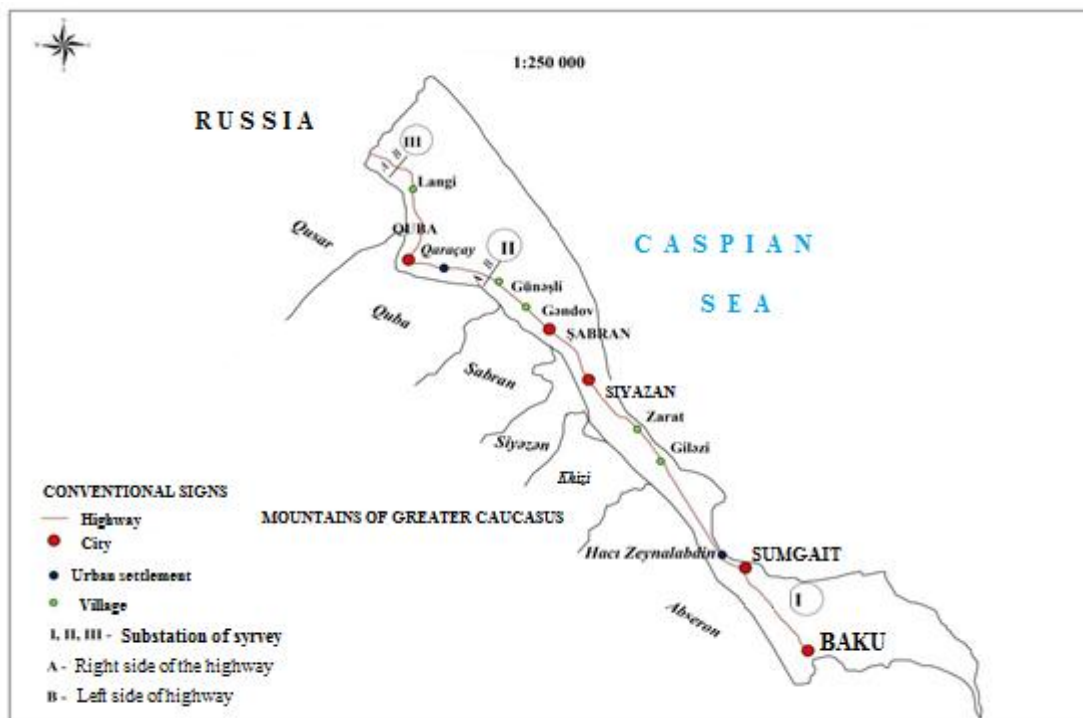 1:250 000
RUSSIA
III
A B
Langi
Qusar
QUBA
Qaraçay
II
A B
CASPIAN
SEA
Günəşli
Quba
Gəndov
ŞABRAN
Şabran
SIYAZAN
Zarat
Siyəzən
Giləzi
Khizi
CONVENTIONAL SIGNS
Highway
City
Urban settlement
Village
I, II, III - Substation of syrvey
A - Right side of the highway
B - Left side of highway
MOUNTAINS OF GREATER CAUCASUS
Hacı Zeynalabdin
SUMGAIT
I
Abşeron
BAKU